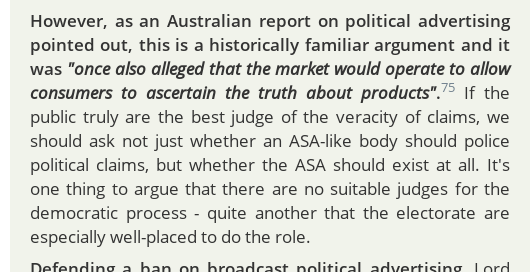 However, as an Australian report on political advertising
pointed out, this is a historically familiar argument and it
was "once also alleged that the market would operate to allow
consumers to ascertain the truth about products".75 If the
public truly are the best judge of the veracity of claims, we
should ask not just whether an ASA-like body should police
political claims, but whether the ASA should exist at all. It's
one thing to argue that there are no suitable judges for the
democratic process - quite another that the electorate are
especially well-placed to do the role.
Defending a ban on broadcast political advertising, Lord